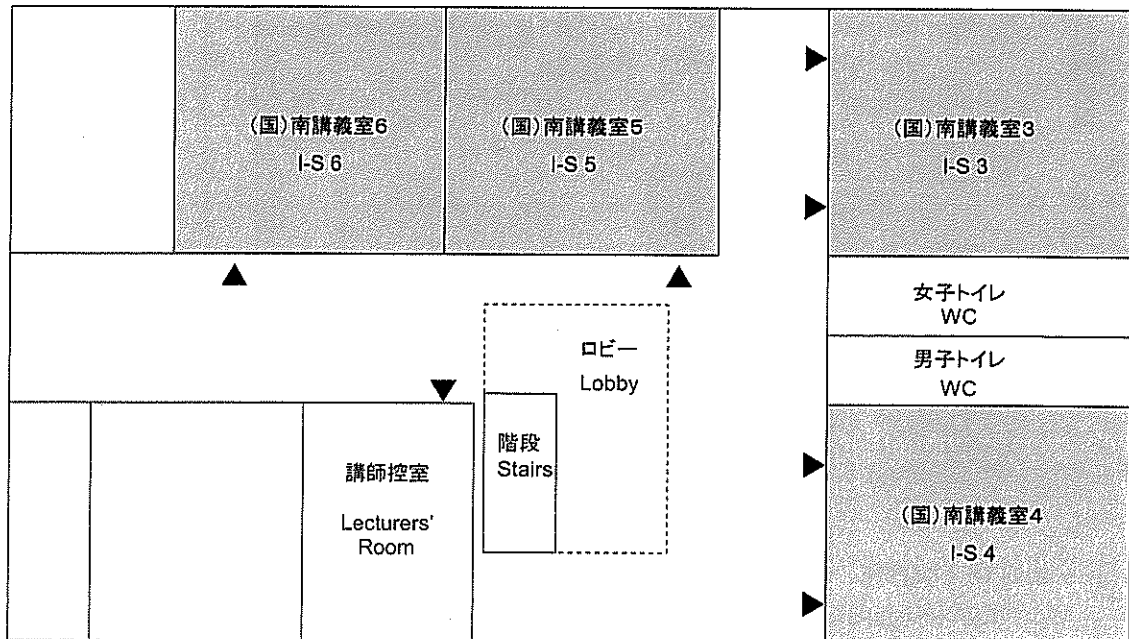 (国)南講義室6
I-S 6
(国)南講義室5
I-S 5
(国)南講義室3
I-S 3
女子トイレ
WC
男子トイレ
WC
ロビー
Lobby
階段
Stairs
講師控室
Lecturers'
Room
(国)南講義室4
I-S 4